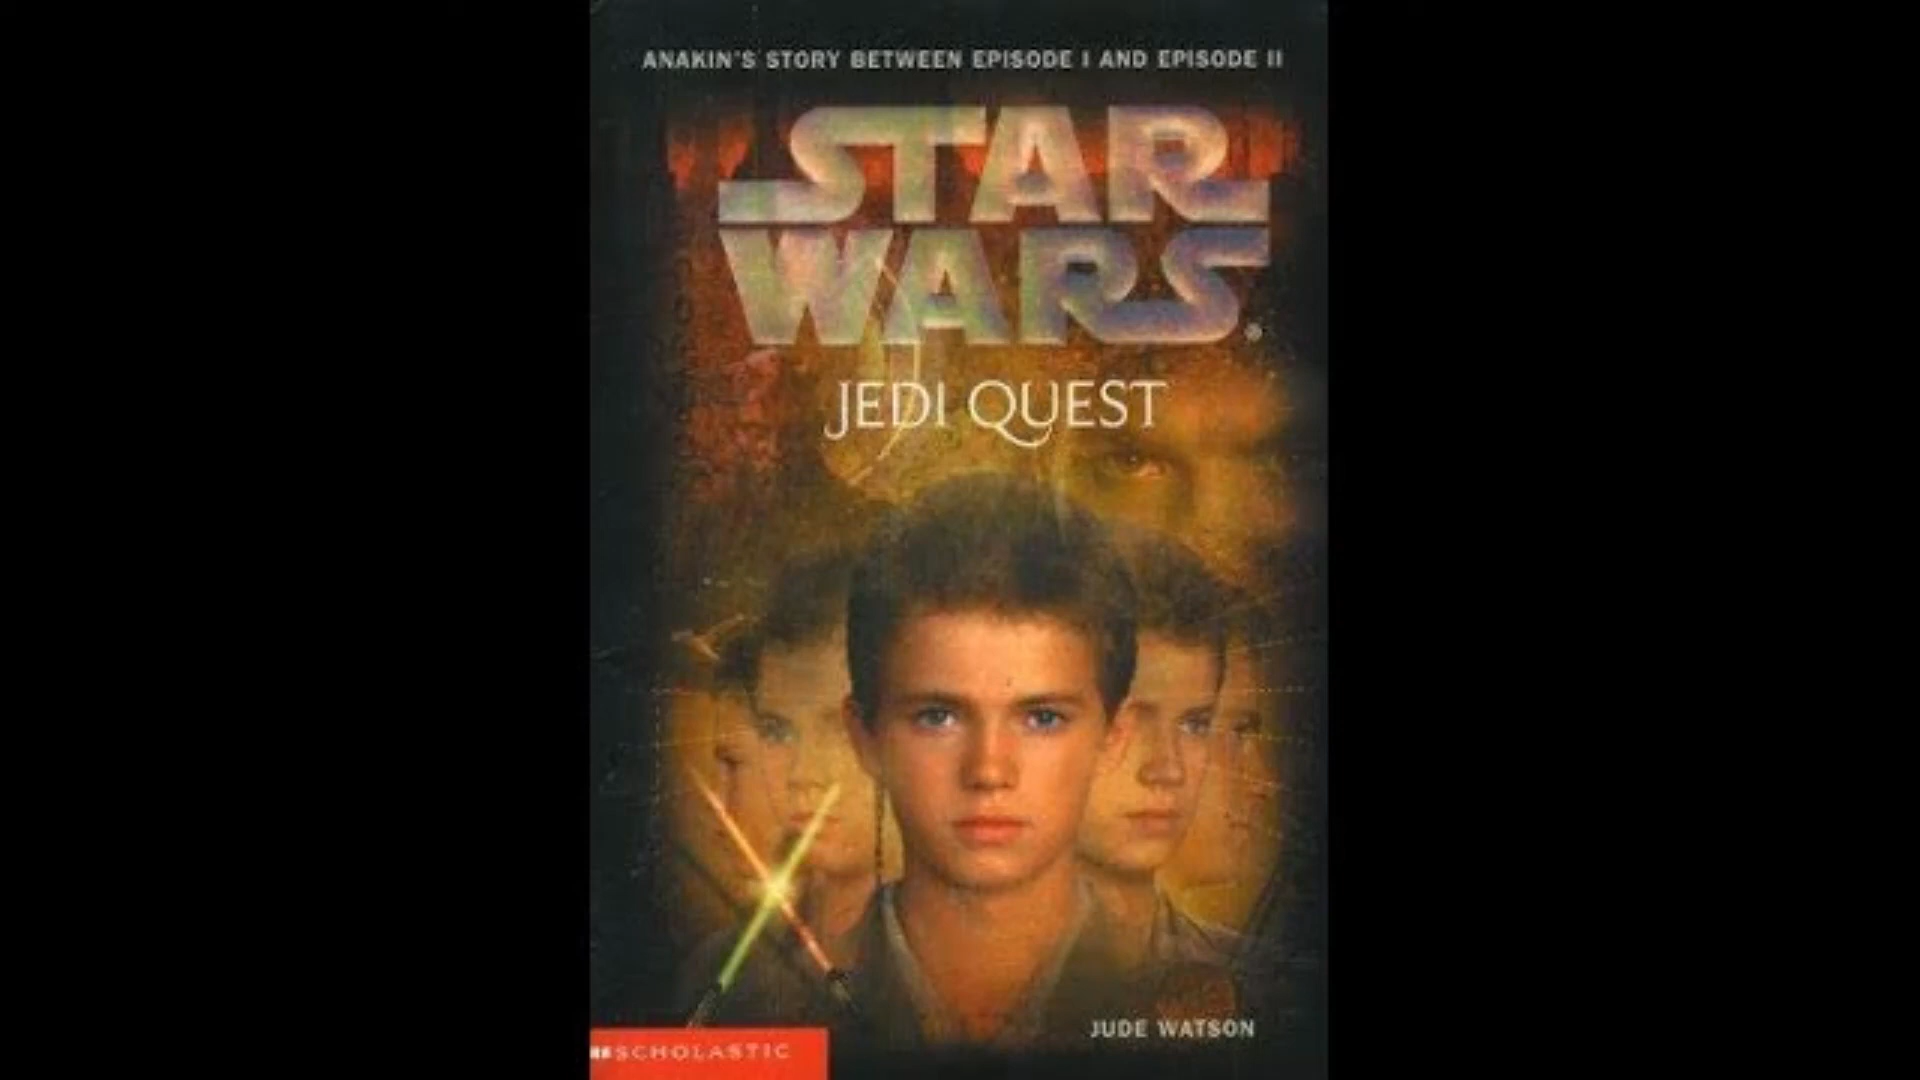 ANAKIN'S STORY BETWEEN EPISODE I AND EPISODE II
STAR
WARS
JEDI QUEST
JUDE WATSON
SCHOLASTIC